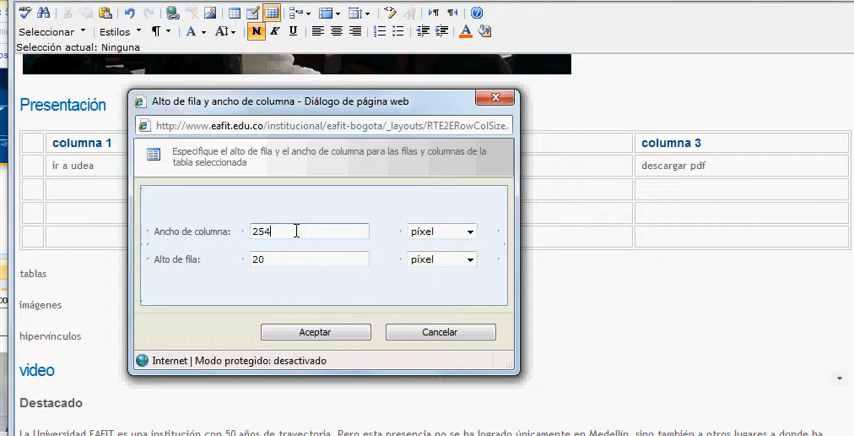 ABC
Seleccionar
Estilos
N
K
U
A
Selección actual: Ninguna
Presentación
Alto de fila y ancho de columna - Diálogo de página web
http://www.eafit.edu.co/institucional/eafit-bogota/_layouts/RTE2ERowColSize.
Especifique el alto de fila y el ancho de columna para las filas y columnas de la
tabla seleccionada
columna 1
columna 3
ir a udea
descargar pdf
Ancho de columna:
254
píxel
Alto de fila:
20
píxel
tablas
imágenes
hípervínculos
Aceptar
Cancelar
Internet | Modo protegido: desactivado
video
Destacado
La Universidad EAFIT es una institución con 50 años de trayectoria. Pero esta presencia no se ha logrado únicamente en Medellín, sino también a otros lugares a donde ha